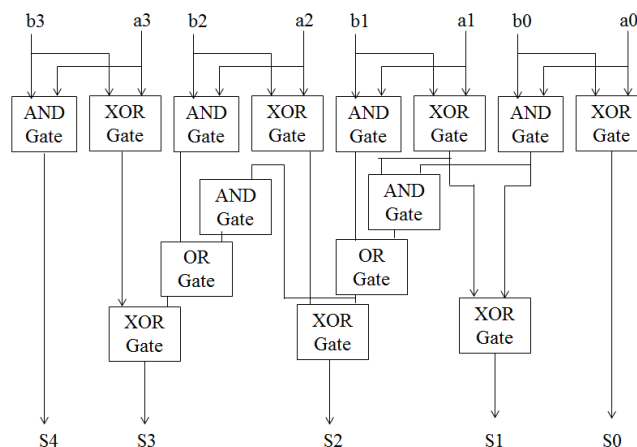 b3 a3 b2 a2 b1 a1 b0 a0
AND Gate XOR Gate AND Gate XOR Gate AND Gate XOR Gate AND Gate XOR Gate
AND Gate AND Gate
OR Gate OR Gate
XOR Gate XOR Gate XOR Gate
S4 S3 S2 S1 S0